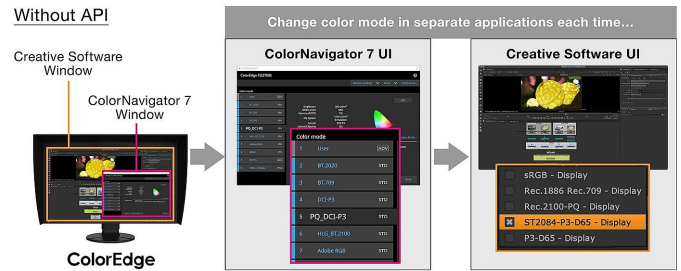 Without API
Change color mode in separate applications each time…
Creative Software
Window
ColorNavigator 7
Window
ColorEdge
ColorNavigator 7 UI
Color mode
1 User ADV
2 BT.2020 STD
3 BT.709 STD
4 DCI-P3 STD
5 PQ_DCI-P3 STD
6 HLG_BT.2100 STD
7 Adobe RGB STD
Creative Software UI
sRGB - Display
Rec.1886 Rec.709 - Display
Rec.2100-PQ - Display
ST2084-P3-D65 - Display
P3-D65 - Display